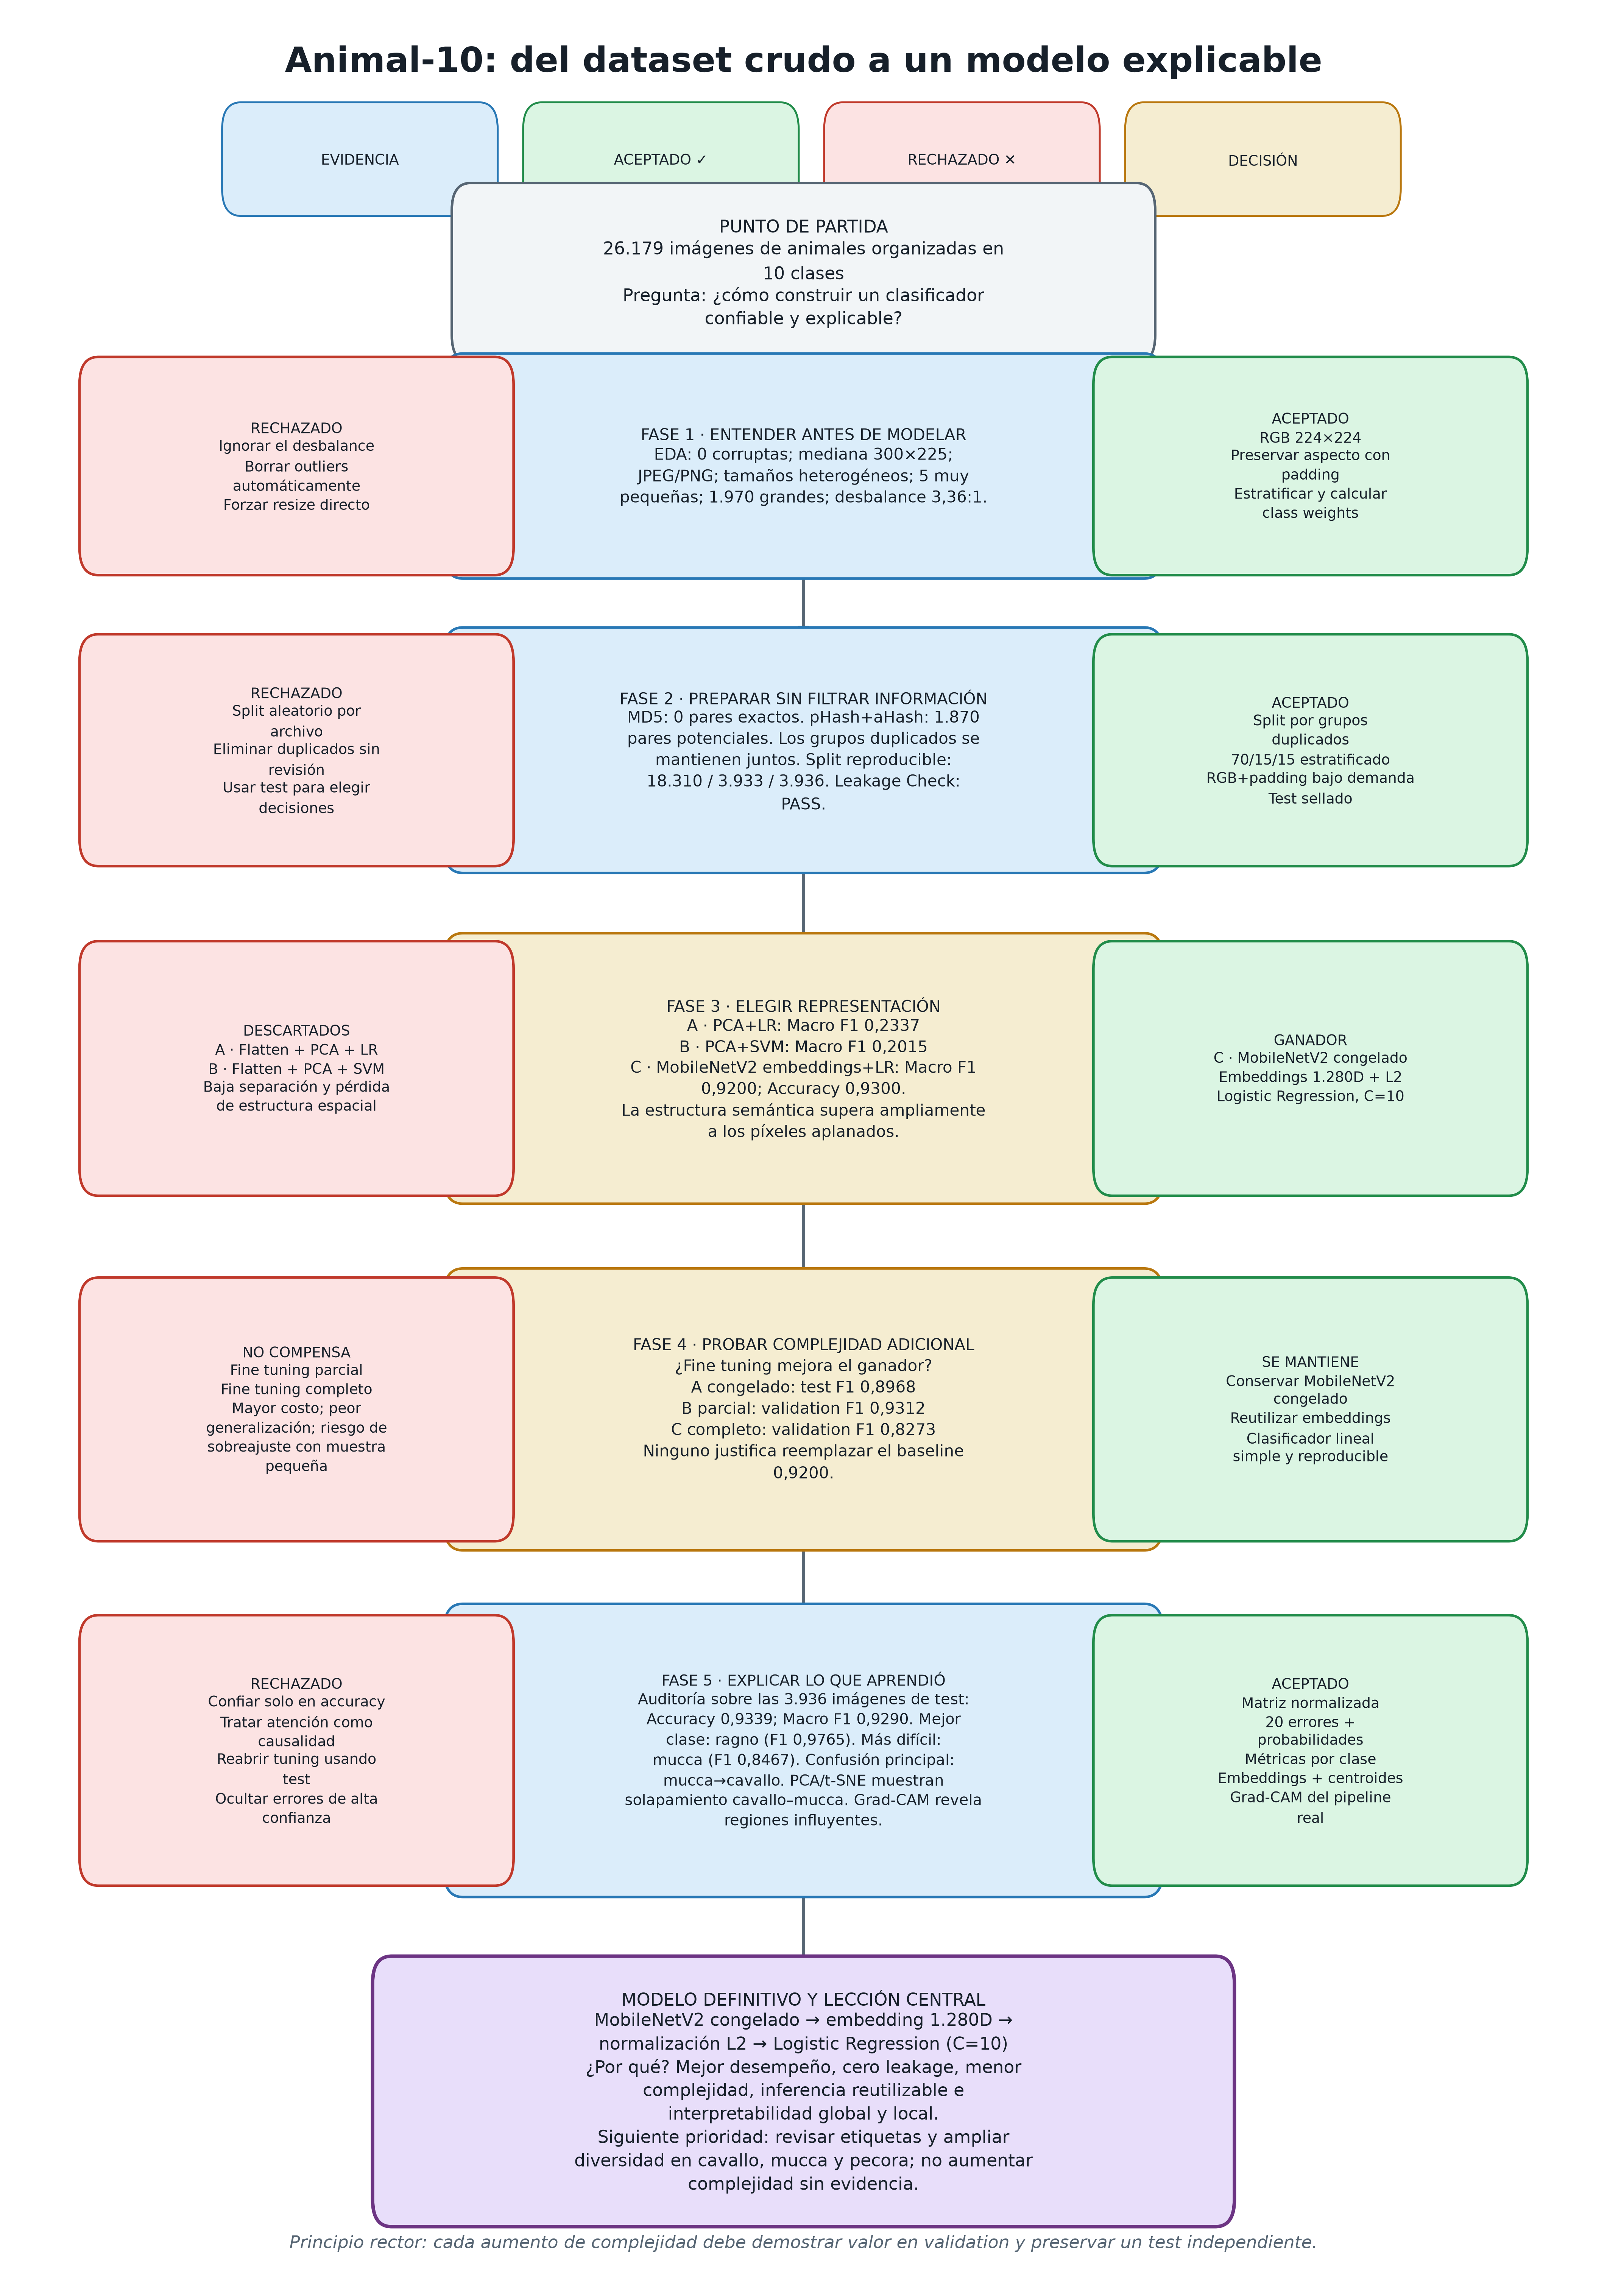 Animal-10: del dataset crudo a un modelo explicable
EVIDENCIA
ACEPTADO ✓
RECHAZADO ✕
DECISIÓN
PUNTO DE PARTIDA
26.179 imágenes de animales organizadas en
10 clases
Pregunta: ¿cómo construir un clasificador
confiable y explicable?
RECHAZADO
Ignorar el desbalance
Borrar outliers
automáticamente
Forzar resize directo
FASE 1 · ENTENDER ANTES DE MODELAR
EDA: 0 corruptas; mediana 300×225;
JPEG/PNG; tamaños heterogéneos; 5 muy
pequeñas; 1.970 grandes; desbalance 3,36:1.
ACEPTADO
RGB 224×224
Preservar aspecto con
padding
Estratificar y calcular
class weights
RECHAZADO
Split aleatorio por
archivo
Eliminar duplicados sin
revisión
Usar test para elegir
decisiones
FASE 2 · PREPARAR SIN FILTRAR INFORMACIÓN
MD5: 0 pares exactos. pHash+aHash: 1.870
pares potenciales. Los grupos duplicados se
mantienen juntos. Split reproducible:
18.310 / 3.933 / 3.936. Leakage Check:
PASS.
ACEPTADO
Split por grupos
duplicados
70/15/15 estratificado
RGB+padding bajo demanda
Test sellado
DESCARTADOS
A · Flatten + PCA + LR
B · Flatten + PCA + SVM
Baja separación y pérdida
de estructura espacial
FASE 3 · ELEGIR REPRESENTACIÓN
A · PCA+LR: Macro F1 0,2337
B · PCA+SVM: Macro F1 0,2015
C · MobileNetV2 embeddings+LR: Macro F1
0,9200; Accuracy 0,9300.
La estructura semántica supera ampliamente
a los píxeles aplanados.
GANADOR
C · MobileNetV2 congelado
Embeddings 1.280D + L2
Logistic Regression, C=10
NO COMPENSA
Fine tuning parcial
Fine tuning completo
Mayor costo; peor
generalización; riesgo de
sobreajuste con muestra
pequeña
FASE 4 · PROBAR COMPLEJIDAD ADICIONAL
¿Fine tuning mejora el ganador?
A congelado: test F1 0,8968
B parcial: validation F1 0,9312
C completo: validation F1 0,8273
Ninguno justifica reemplazar el baseline
0,9200.
SE MANTIENE
Conservar MobileNetV2
congelado
Reutilizar embeddings
Clasificador lineal
simple y reproducible
RECHAZADO
Confiar solo en accuracy
Tratar atención como
causalidad
Reabrir tuning usando
test
Ocultar errores de alta
confianza
FASE 5 · EXPLICAR LO QUE APRENDIÓ
Auditoría sobre las 3.936 imágenes de test:
Accuracy 0,9339; Macro F1 0,9290. Mejor
clase: ragno (F1 0,9765). Más difícil:
mucca (F1 0,8467). Confusión principal:
mucca→cavallo. PCA/t-SNE muestran
solapamiento cavallo–mucca. Grad-CAM revela
regiones influyentes.
ACEPTADO
Matriz normalizada
20 errores +
probabilidades
Métricas por clase
Embeddings + centroides
Grad-CAM del pipeline
real
MODELO DEFINITIVO Y LECCIÓN CENTRAL
MobileNetV2 congelado → embedding 1.280D →
normalización L2 → Logistic Regression (C=10)
¿Por qué? Mejor desempeño, cero leakage, menor
complejidad, inferencia reutilizable e
interpretabilidad global y local.
Siguiente prioridad: revisar etiquetas y ampliar
diversidad en cavallo, mucca y pecora; no aumentar
complejidad sin evidencia.
Principio rector: cada aumento de complejidad debe demostrar valor en validation y preservar un test independiente.